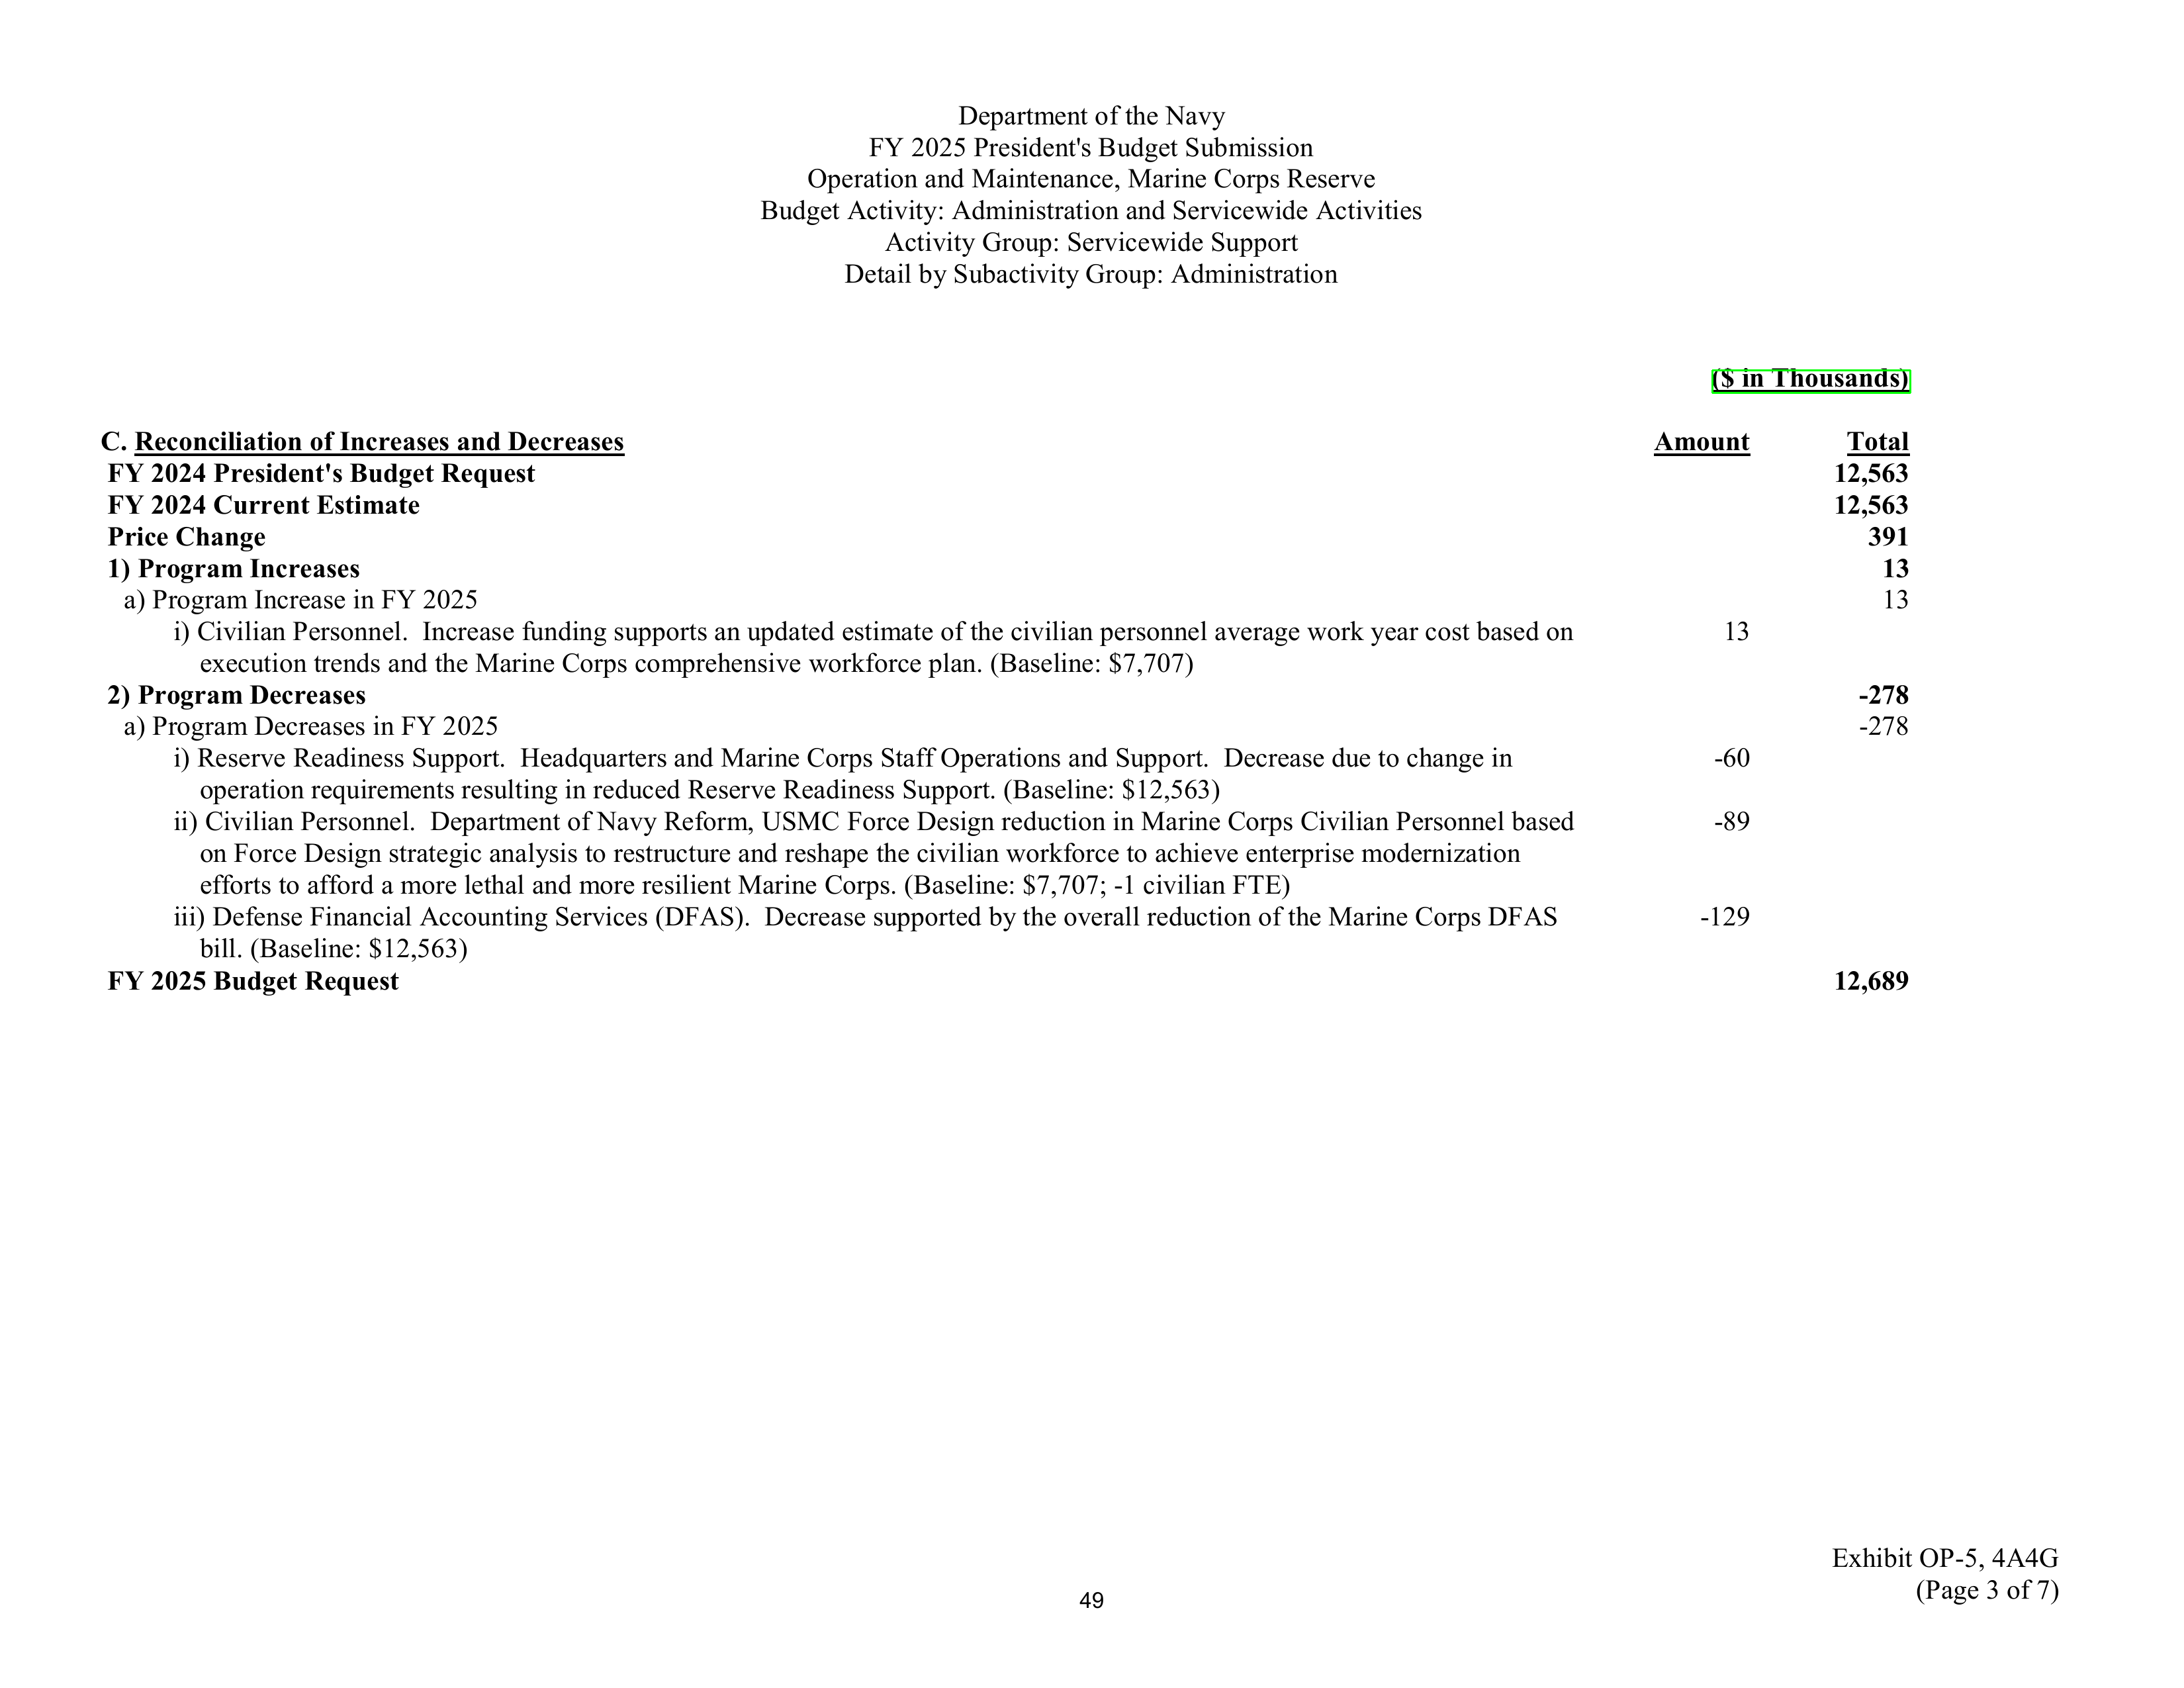 Department of the Navy
FY 2025 President's Budget Submission
Operation and Maintenance, Marine Corps Reserve
Budget Activity: Administration and Servicewide Activities
Activity Group: Servicewide Support
Detail by Subactivity Group: Administration
($ in Thousands)
C. Reconciliation of Increases and Decreases Amount Total
FY 2024 President's Budget Request 12,563
FY 2024 Current Estimate 12,563
Price Change 391
1) Program Increases 13
a) Program Increase in FY 2025 13
i) Civilian Personnel.  Increase funding supports an updated estimate of the civilian personnel average work year cost based on 13
execution trends and the Marine Corps comprehensive workforce plan. (Baseline: $7,707)
2) Program Decreases -278
a) Program Decreases in FY 2025 -278
i) Reserve Readiness Support.  Headquarters and Marine Corps Staff Operations and Support.  Decrease due to change in -60
operation requirements resulting in reduced Reserve Readiness Support. (Baseline: $12,563)
ii) Civilian Personnel.  Department of Navy Reform, USMC Force Design reduction in Marine Corps Civilian Personnel based -89
on Force Design strategic analysis to restructure and reshape the civilian workforce to achieve enterprise modernization
efforts to afford a more lethal and more resilient Marine Corps. (Baseline: $7,707; -1 civilian FTE)
iii) Defense Financial Accounting Services (DFAS).  Decrease supported by the overall reduction of the Marine Corps DFAS -129
bill. (Baseline: $12,563)
FY 2025 Budget Request 12,689
Exhibit OP-5, 4A4G
(Page 3 of 7)
49